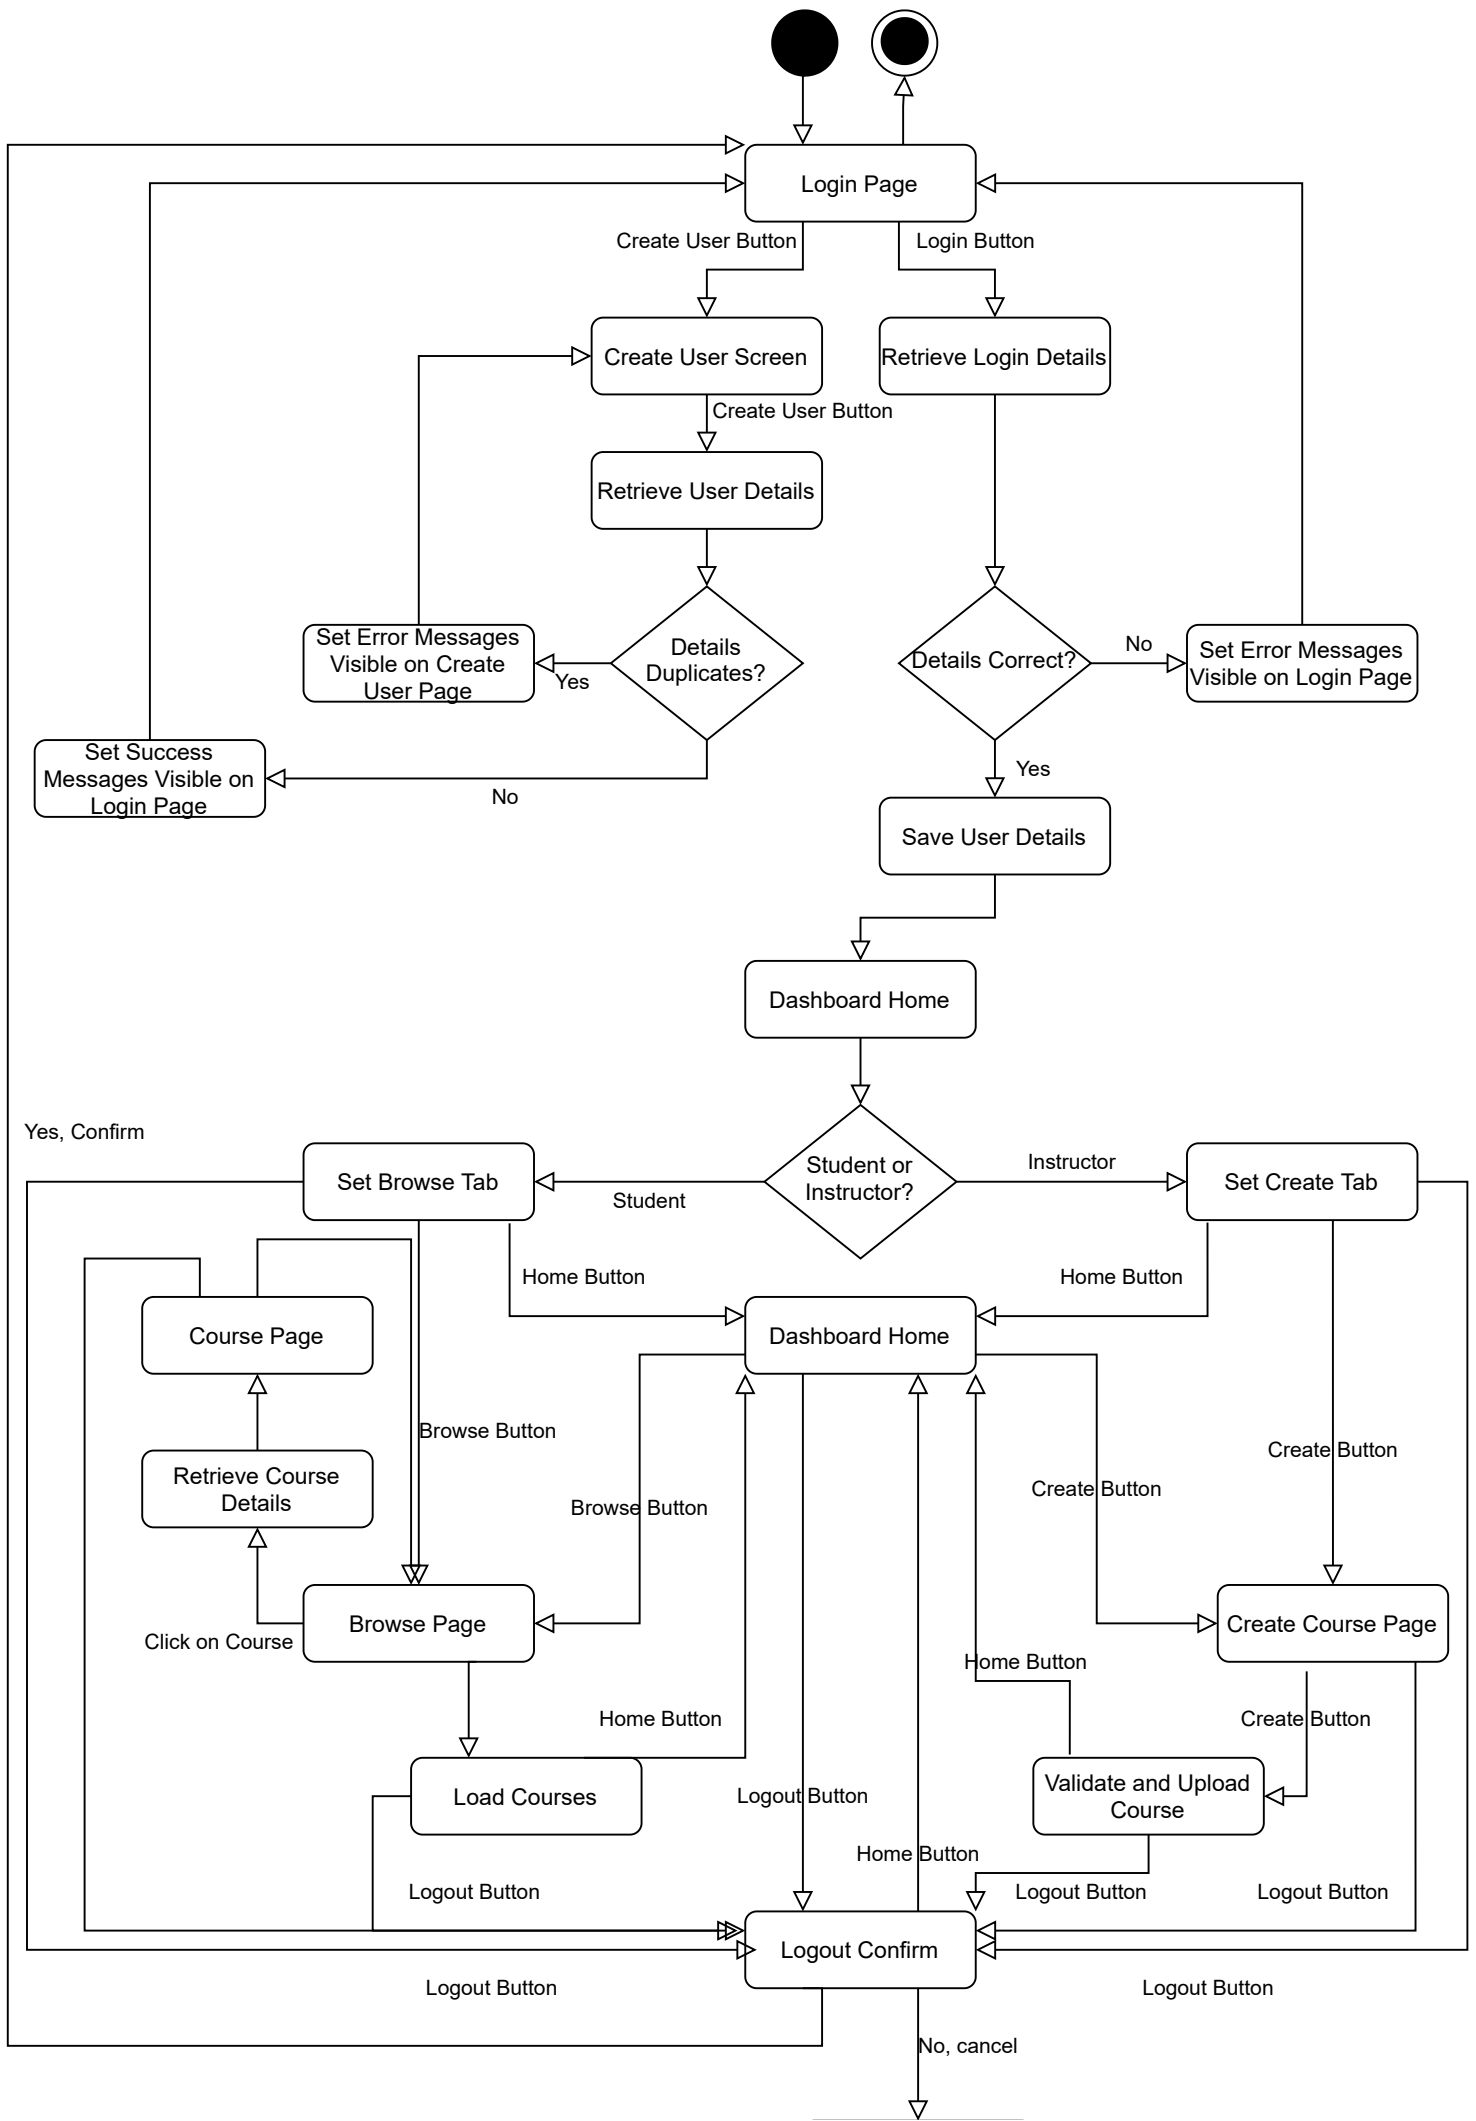 Login Page
Create User Button
Login Button
Create User Screen
Retrieve Login Details
Create User Button
Retrieve User Details
Set Error Messages
Visible on Create
User Page
Yes
Details
Duplicates?
Details Correct?
No
Set Error Messages
Visible on Login Page
Set Success
Messages Visible on
Login Page
No
Yes
Save User Details
Dashboard Home
Yes, Confirm
Set Browse Tab
Student
Student or
Instructor?
Instructor
Set Create Tab
Home Button
Home Button
Course Page
Dashboard Home
Browse Button
Create Button
Retrieve Course
Details
Browse Button
Create Button
Browse Page
Create Course Page
Click on Course
Home Button
Home Button
Create Button
Load Courses
Logout Button
Validate and Upload
Course
Home Button
Logout Button
Logout Button
Logout Button
Logout Confirm
Logout Button
Logout Button
No, cancel